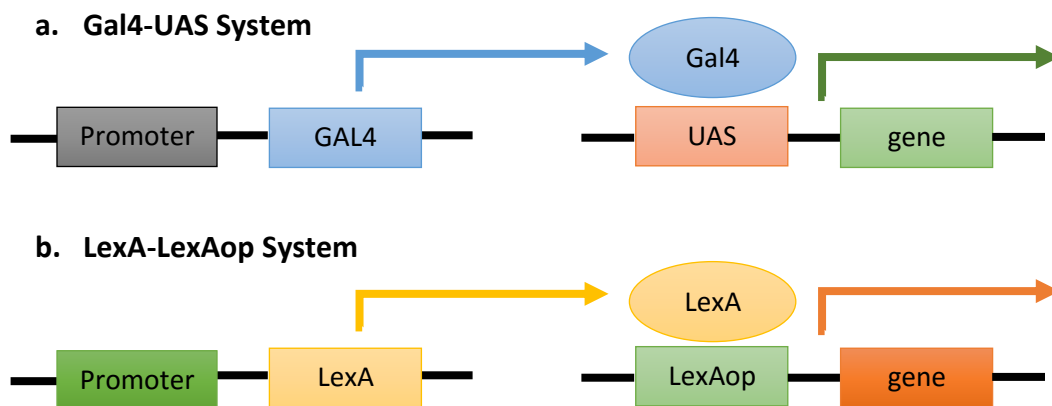 a. Gal4-UAS System
Gal4
Promoter GAL4 UAS gene
b. LexA-LexAop System
LexA
Promoter LexA LexAop gene